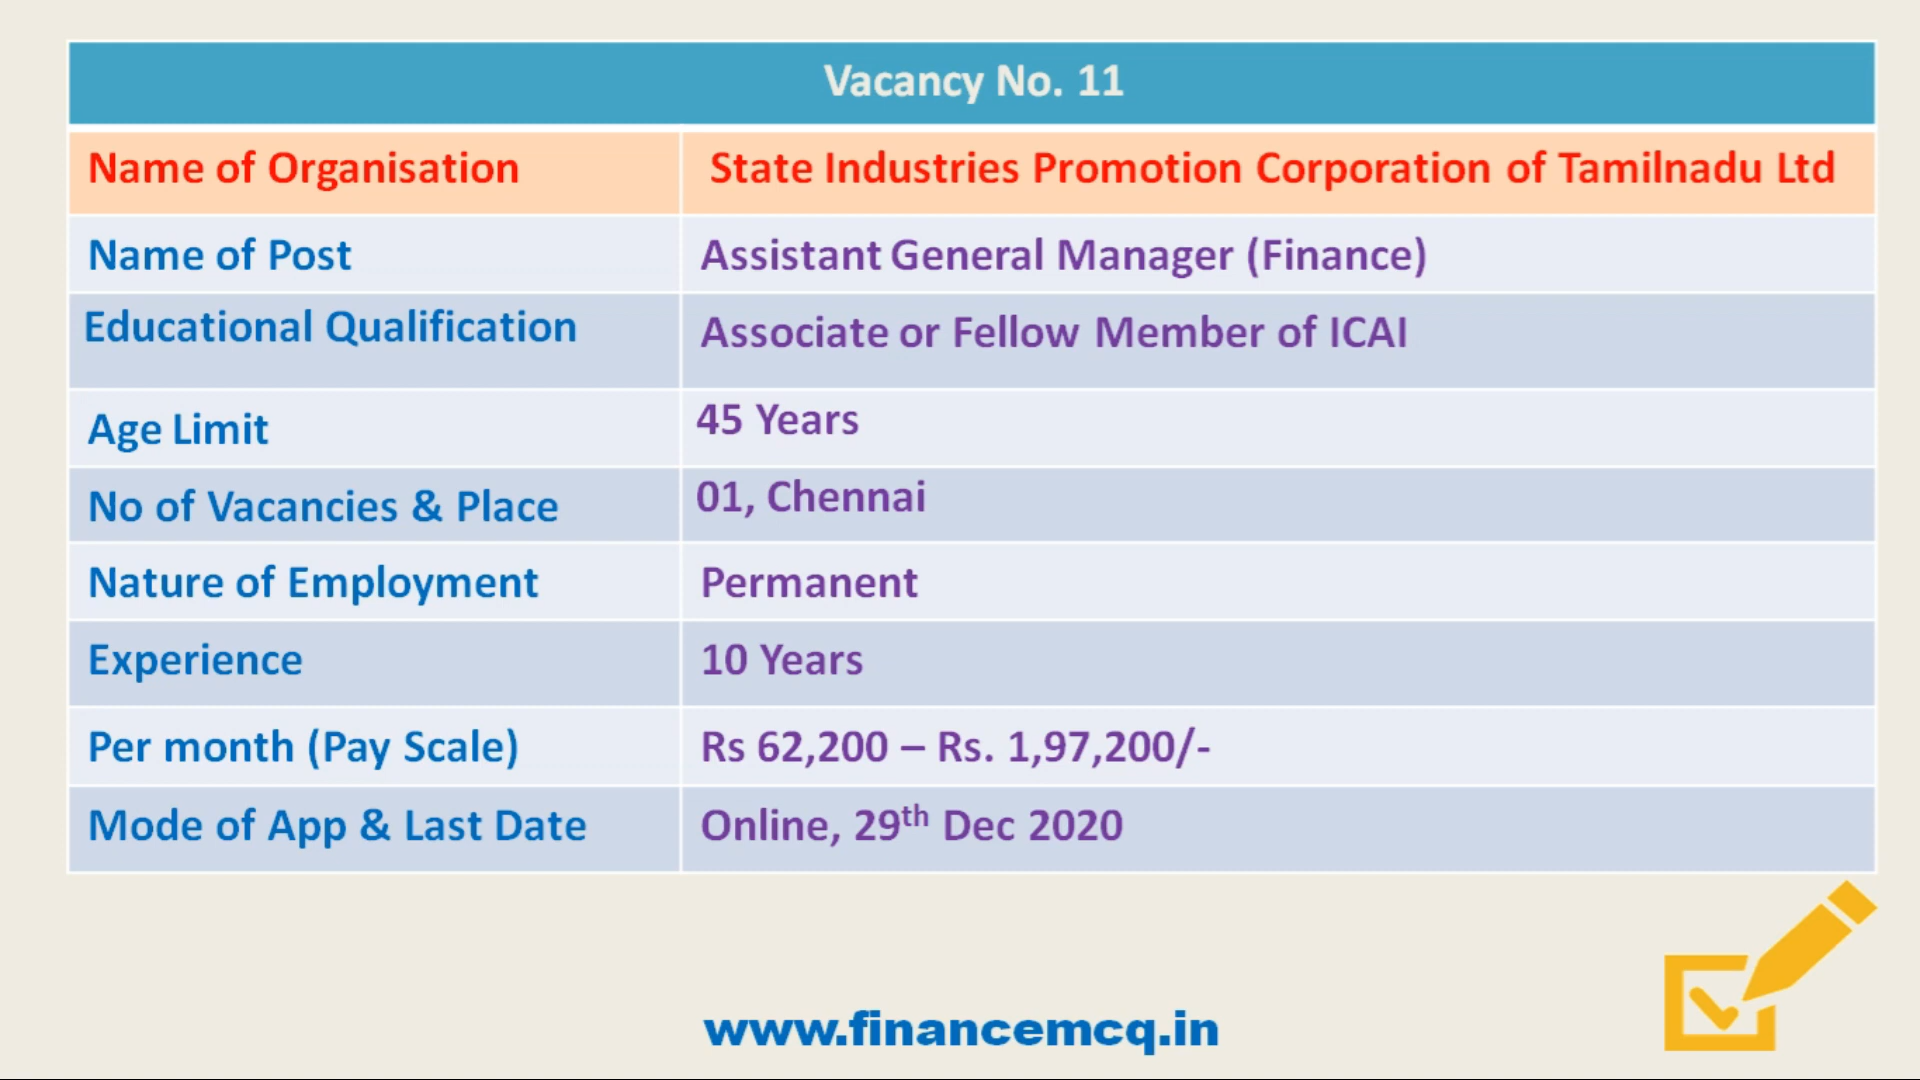 Vacancy No. 11
Name of Organisation State Industries Promotion Corporation of Tamilnadu Ltd
Name of Post Assistant General Manager (Finance)
Educational Qualification Associate or Fellow Member of ICAI
Age Limit 45 Years
No of Vacancies & Place 01, Chennai
Nature of Employment Permanent
Experience 10 Years
Per month (Pay Scale) Rs 62,200 – Rs. 1,97,200/-
Mode of App & Last Date Online, 29th Dec 2020
www.financemcq.in